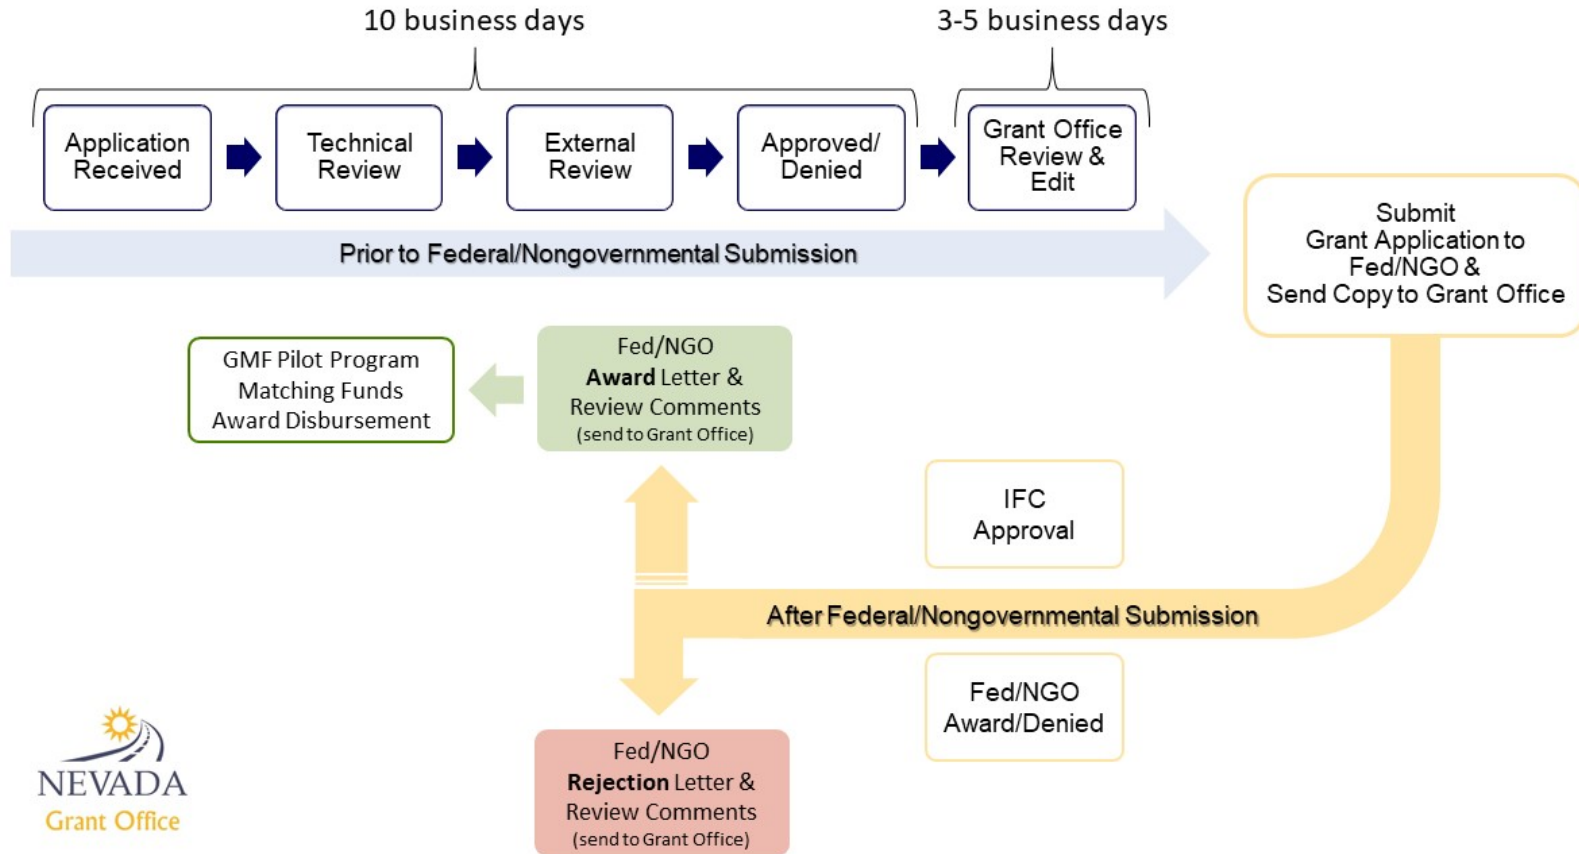 10 business days
3-5 business days
Application
Received
Technical
Review
External
Review
Approved/
Denied
Grant Office
Review &
Edit
Prior to Federal/Nongovernmental Submission
Submit
Grant Application to
Fed/NGO &
Send Copy to Grant Office
GMF Pilot Program
Matching Funds
Award Disbursement
Fed/NGO
Award Letter &
Review Comments
(send to Grant Office)
IFC
Approval
After Federal/Nongovernmental Submission
Fed/NGO
Award/Denied
Fed/NGO
Rejection Letter &
Review Comments
(send to Grant Office)
NEVADA
Grant Office